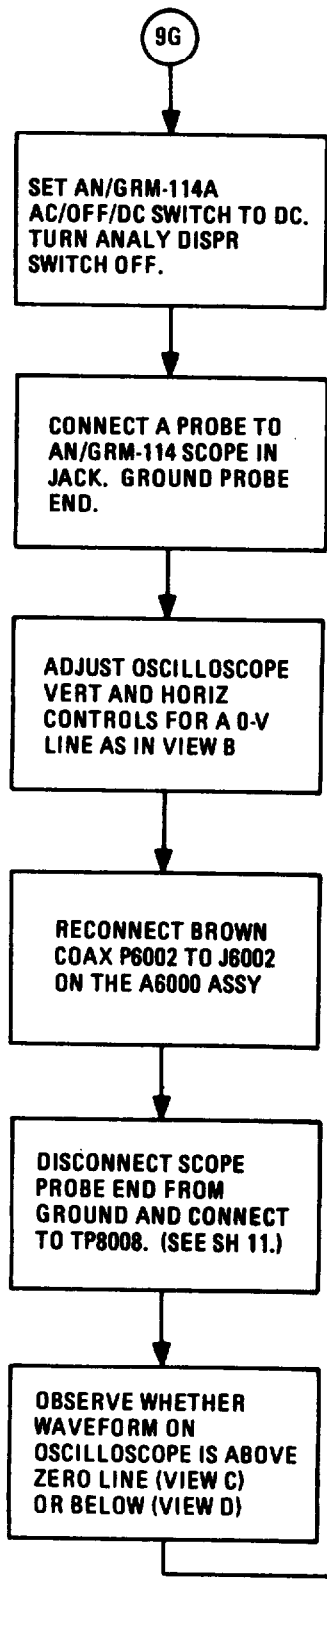 9G
SET AN/GRM-114A
AC/OFF/DC SWITCH TO DC.
TURN ANALY DISPR
SWITCH OFF.
CONNECT A PROBE TO
AN/GRM-114 SCOPE IN
JACK. GROUND PROBE
END.
ADJUST OSCILLOSCOPE
VERT AND HORIZ
CONTROLS FOR A 0-V
LINE AS IN VIEW B
RECONNECT BROWN
COAX P6002 TO J6002
ON THE A6000 ASSY
DISCONNECT SCOPE
PROBE END FROM
GROUND AND CONNECT
TO TP8008. (SEE SH 11.)
OBSERVE WHETHER
WAVEFORM ON
OSCILLOSCOPE IS ABOVE
ZERO LINE (VIEW C)
OR BELOW (VIEW D)